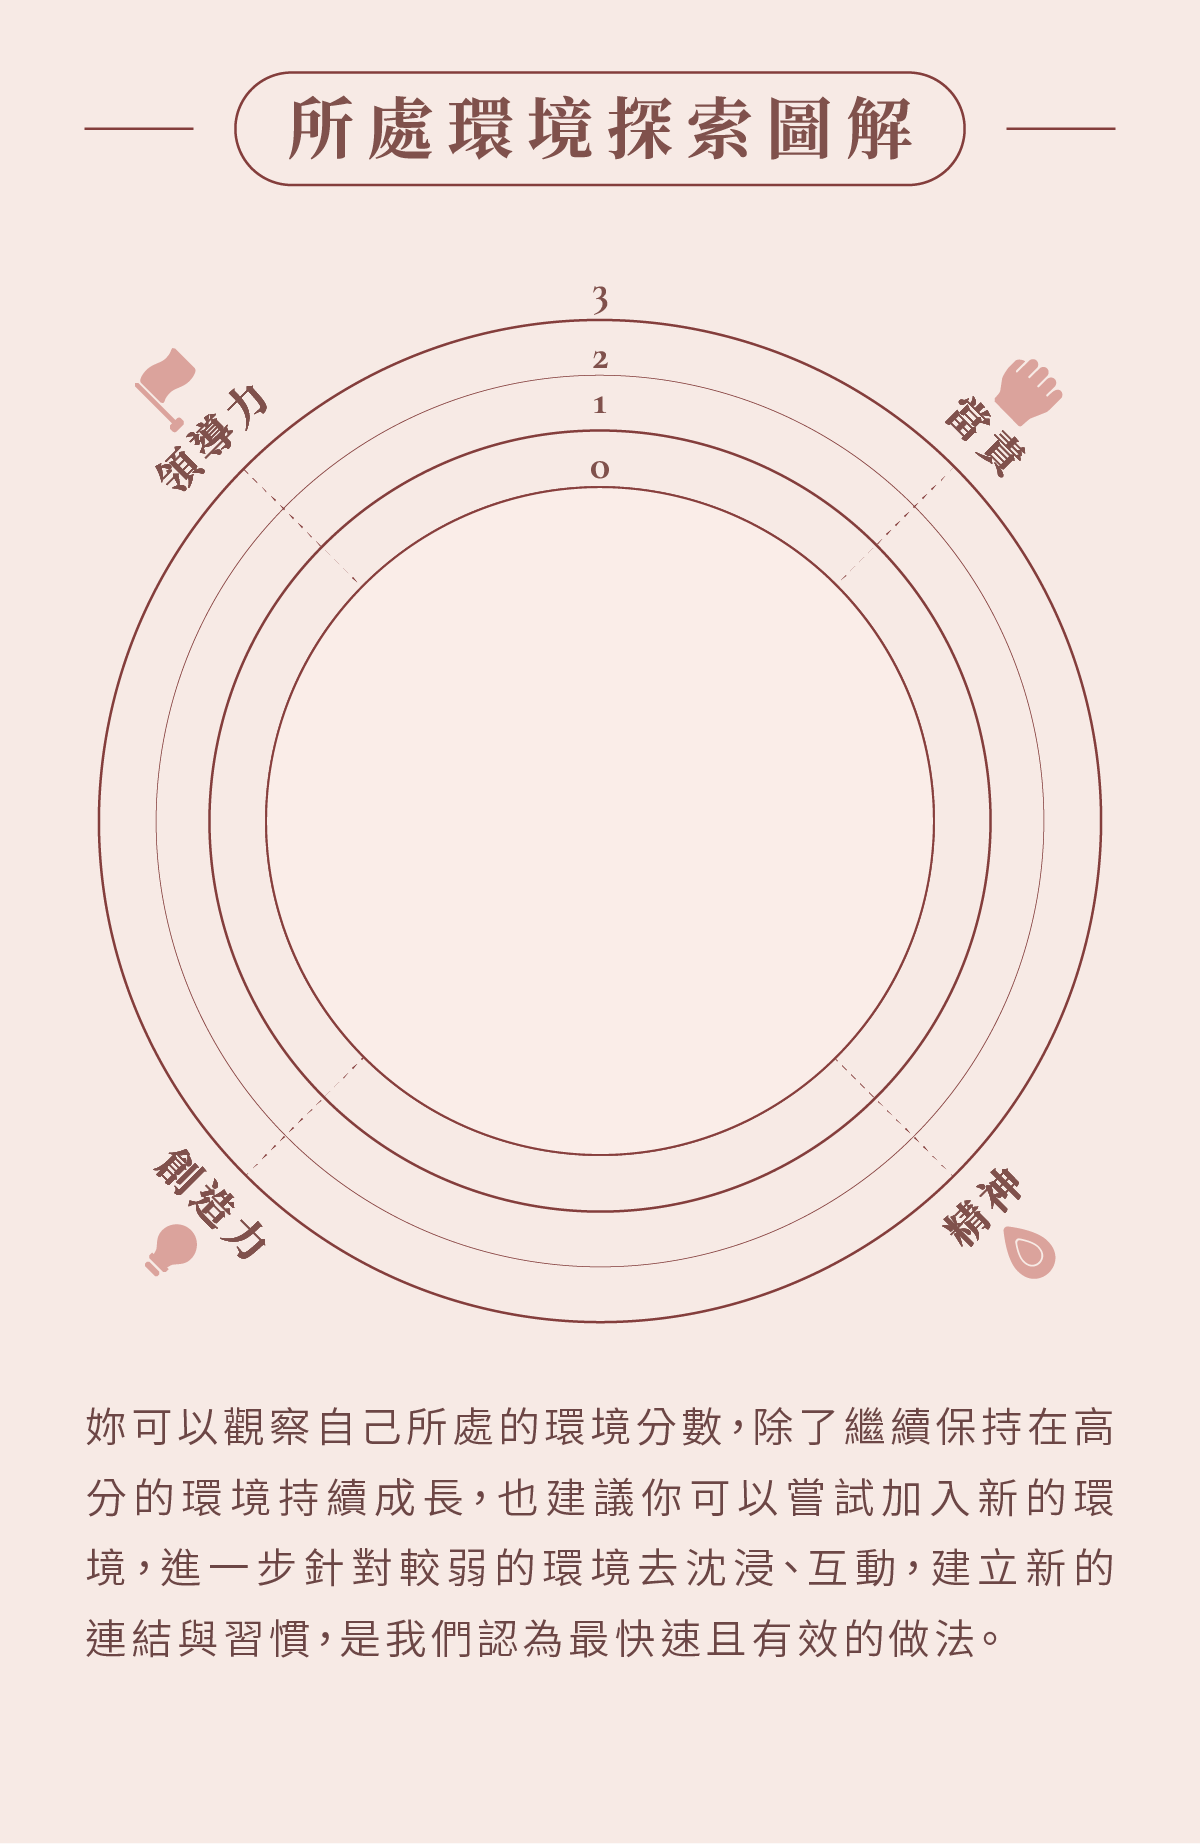 所處環境探索圖解
3
2
1
0
領導力
當責
創造力
精神
妳可以觀察自己所處的環境分數，除了繼續保持在高
分的環境持續成長，也建議你可以嘗試加入新的環
境，進一步針對較弱的環境去沈浸、互動，建立新的
連結與習慣，是我們認為最快速且有效的做法。